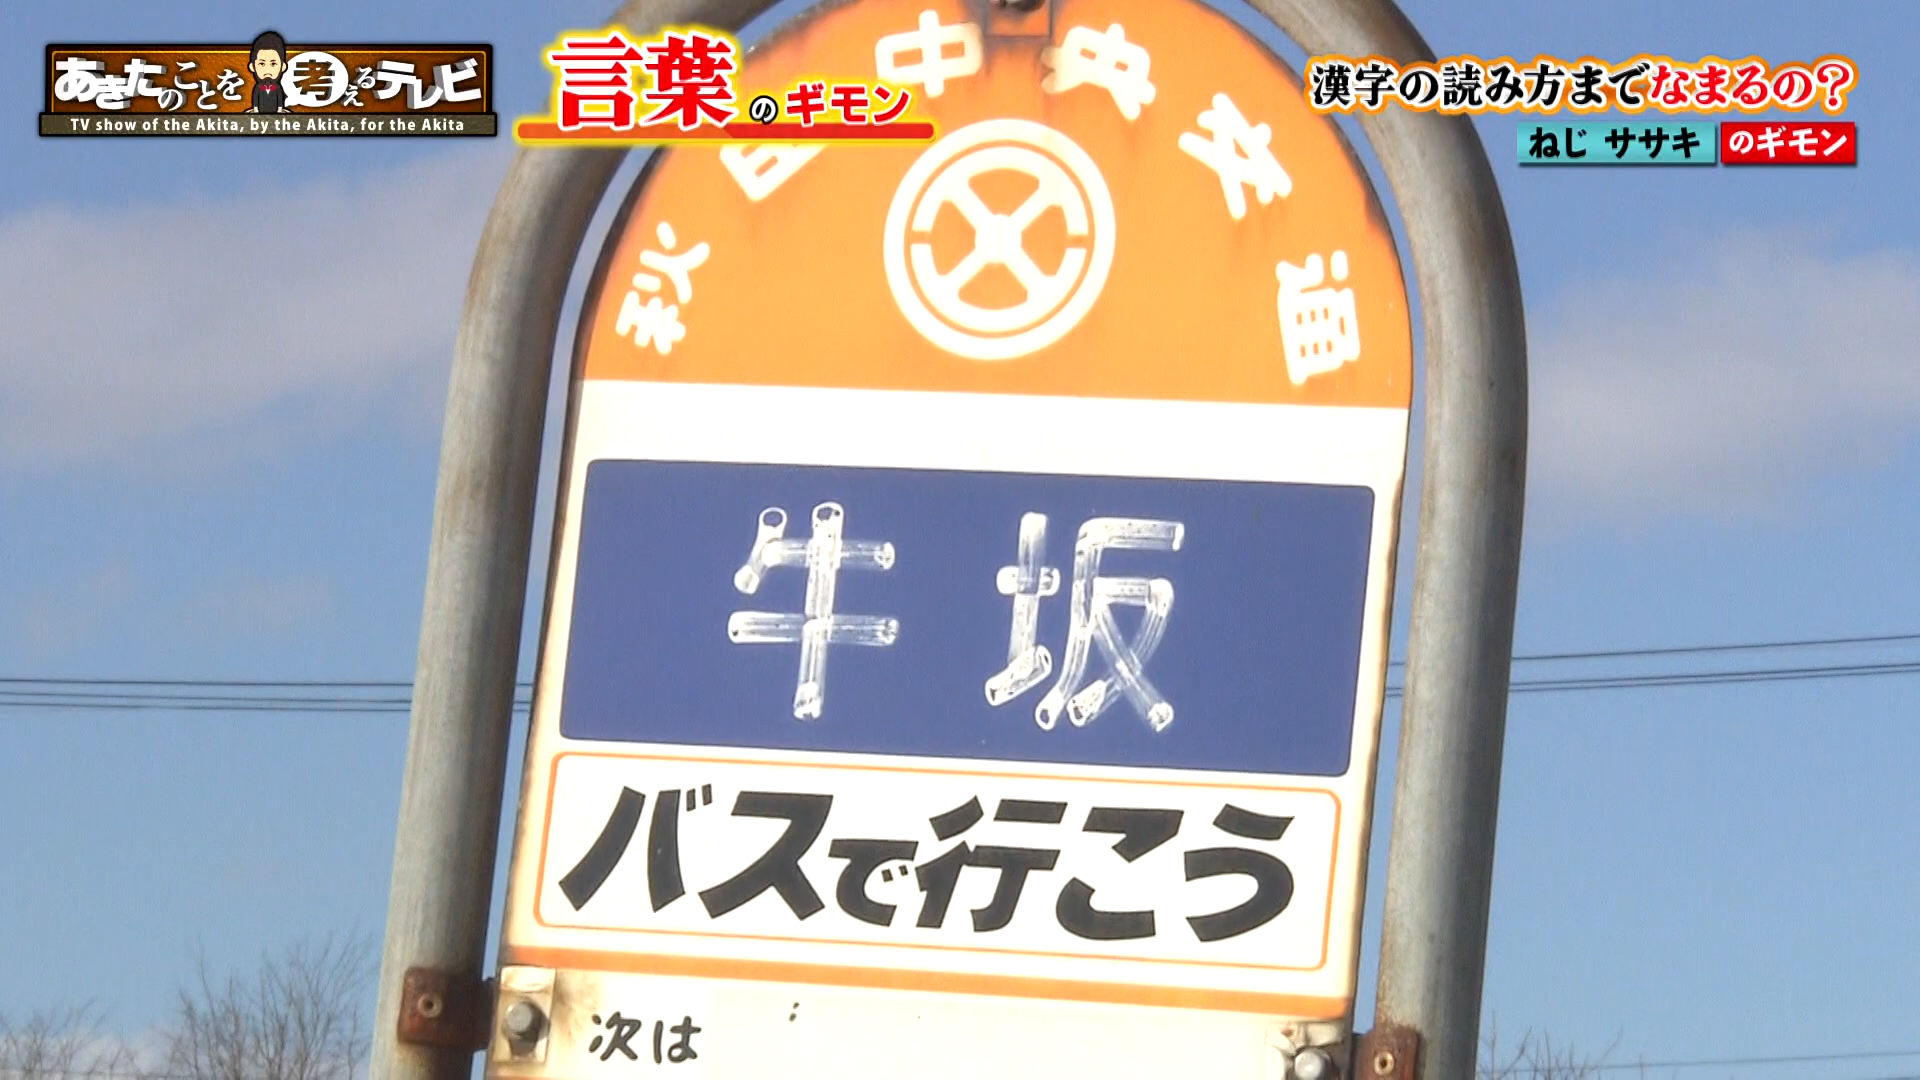 あきたのことを考えるテレビ
TV show of the Akita, by the Akita, for the Akita
言葉のギモン
漢字の読み方までなまるの？
ねじ ササキのギモン
秋田中央交通
牛坂
バスで行こう
次は